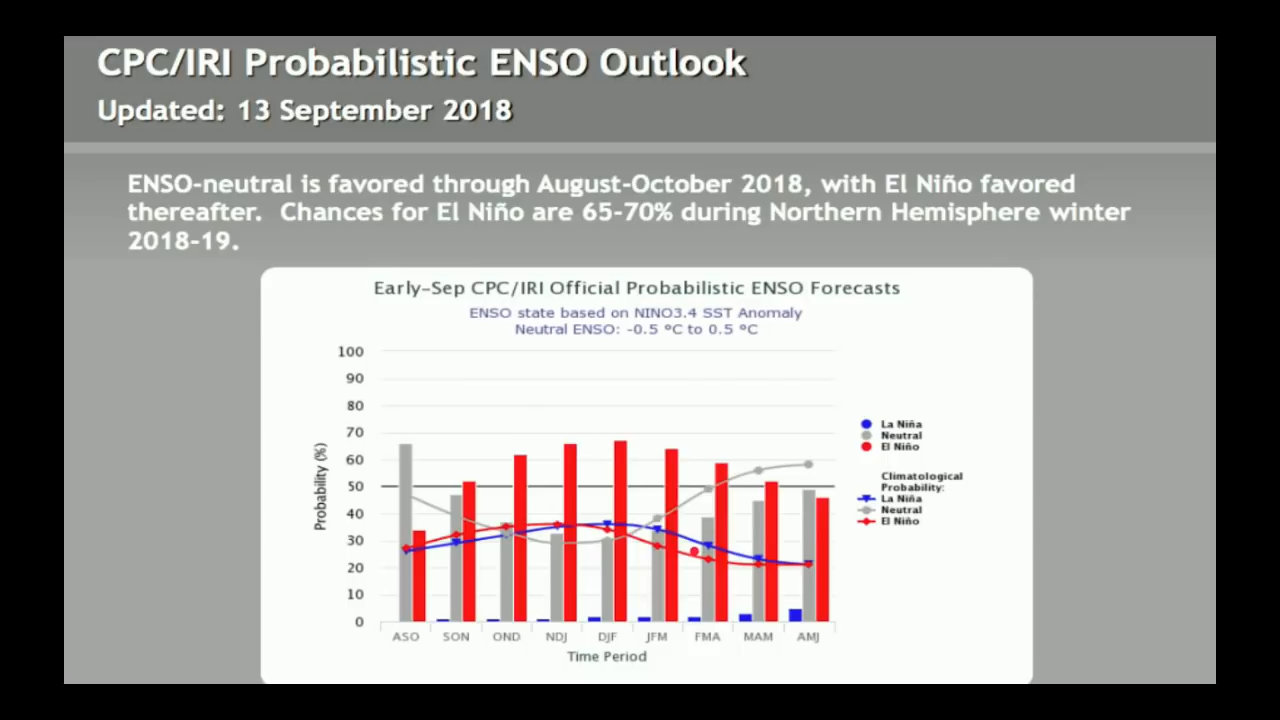 CPC/IRI Probabilistic ENSO Outlook
Updated: 13 September 2018
ENSO-neutral is favored through August-October 2018, with El Niño favored
thereafter. Chances for El Niño are 65-70% during Northern Hemisphere winter
2018-19.
Early-Sep CPC/IRI Official Probabilistic ENSO Forecasts
ENSO state based on NINO3.4 SST Anomaly
Neutral ENSO: -0.5 °C to 0.5 °C
100
90
80
70
60
50
40
30
20
10
0
Probability (%)
ASO SON OND NDJ DJF JFM FMA MAM AMJ
Time Period
La Niña
Neutral
El Niño
Climatological
Probability:
La Niña
Neutral
El Niño